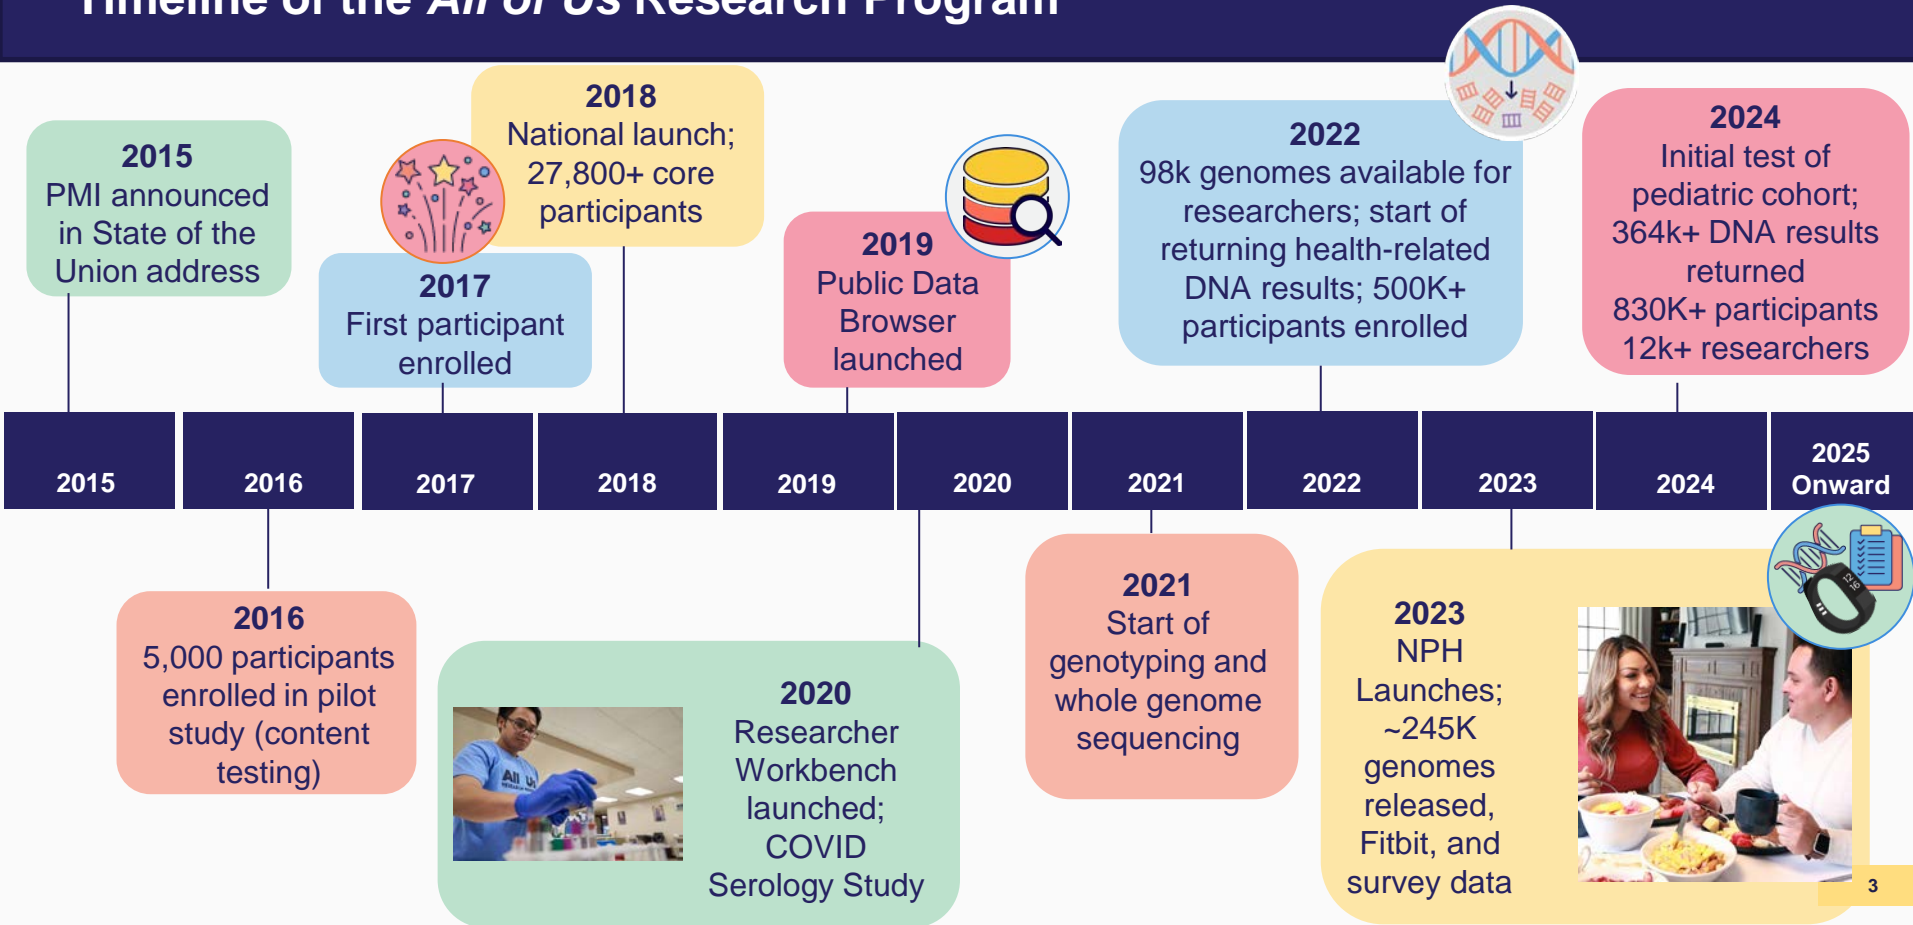 Timeline of the All of Us Research Program
2015
PMI announced
in State of the
Union address
2017
First participant
enrolled
2018
National launch;
27,800+ core
participants
2019
Public Data
Browser
launched
2022
98k genomes available for
researchers; start of
returning health-related
DNA results; 500K+
participants enrolled
2024
Initial test of
pediatric cohort;
364k+ DNA results
returned
830K+ participants
12k+ researchers
2015
2016
2017
2018
2019
2020
2021
2022
2023
2024
2025
Onward
2016
5,000 participants
enrolled in pilot
study (content
testing)
All Us
2020
Researcher
Workbench
launched;
COVID
Serology Study
2021
Start of
genotyping and
whole genome
sequencing
2023
NPH
Launches;
~245K
genomes
released,
Fitbit, and
survey data
3